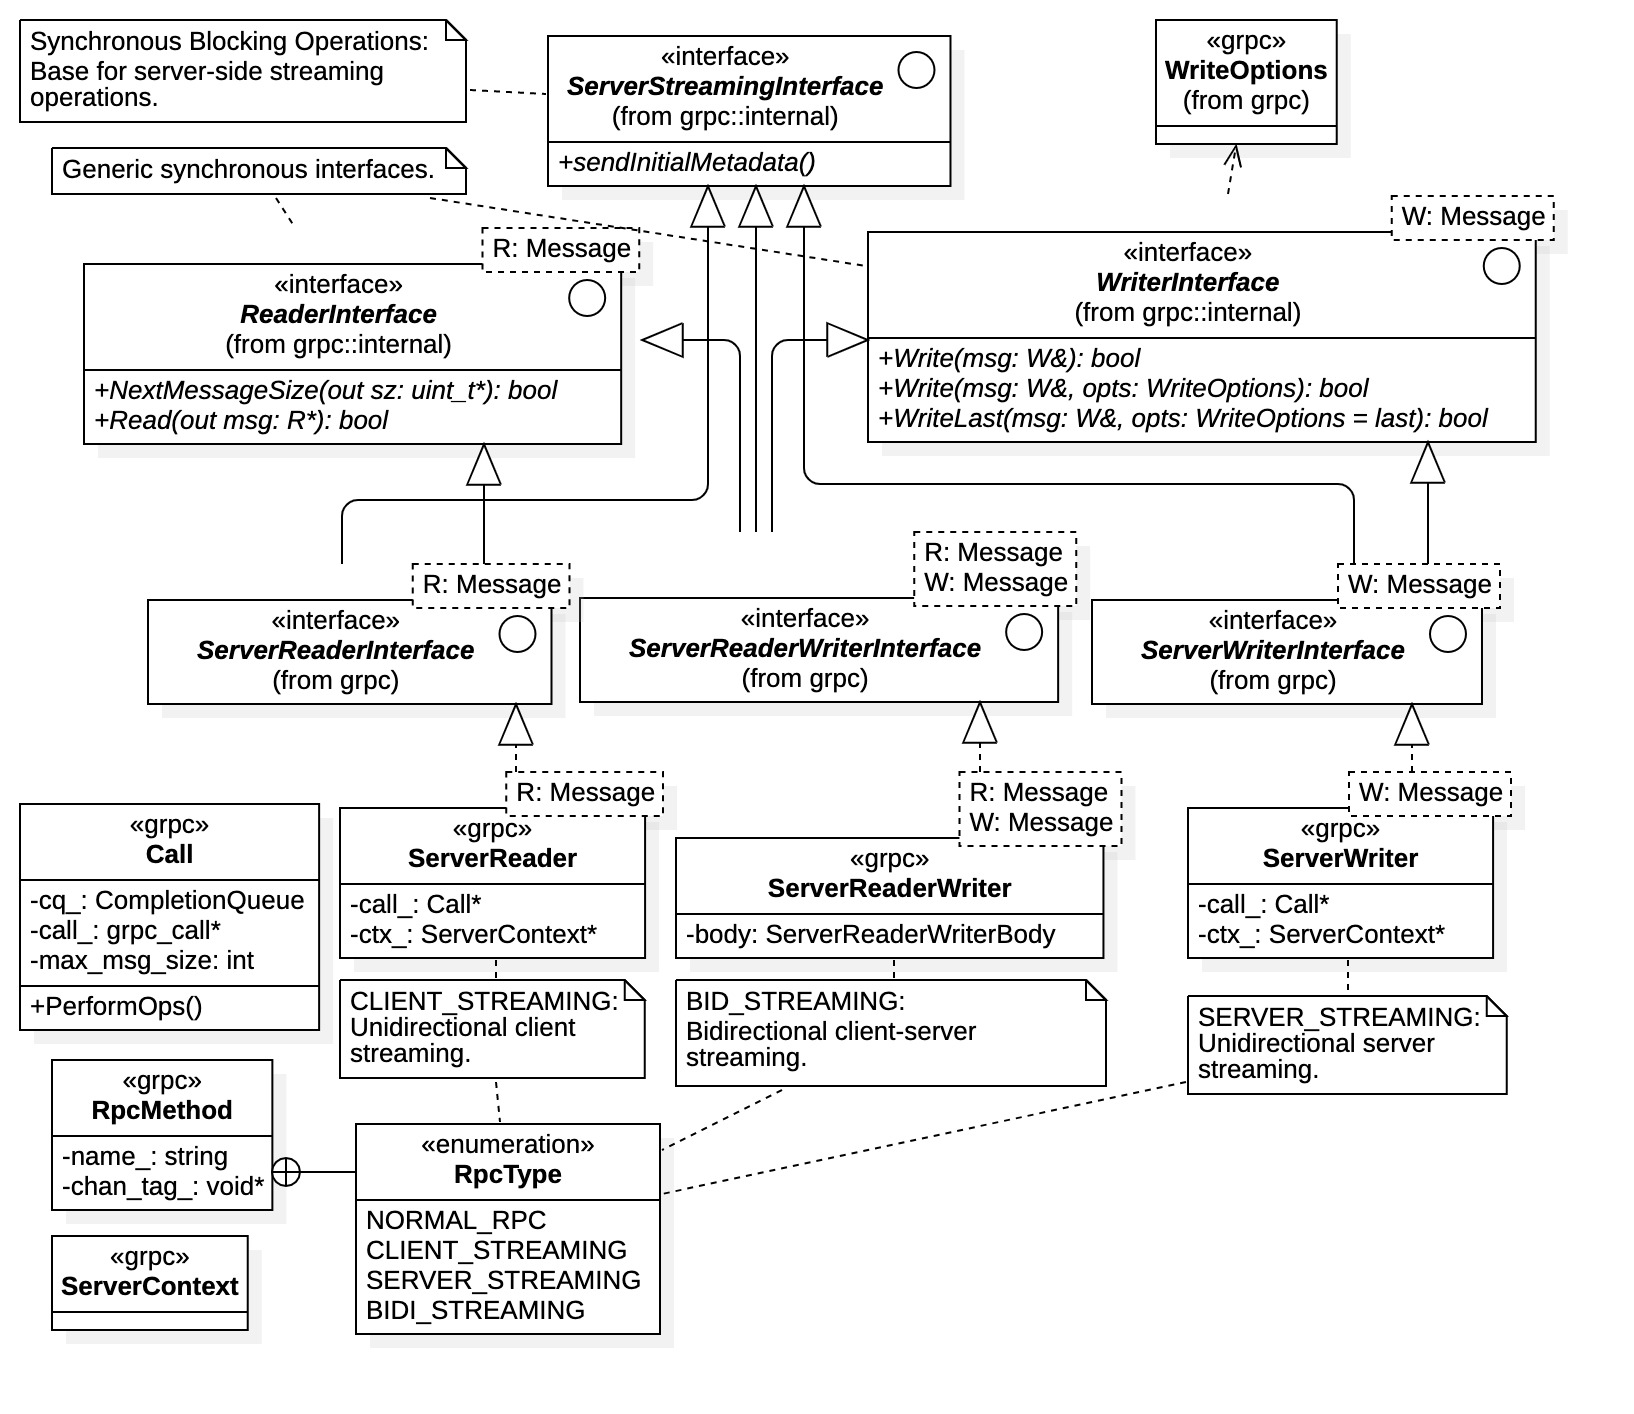 Synchronous Blocking Operations:
Base for server-side streaming
operations.
«interface»
ServerStreamingInterface
(from grpc::internal)
+sendInitialMetadata()
«grpc»
WriteOptions
(from grpc)
Generic synchronous interfaces.
R: Message
«interface»
ReaderInterface
(from grpc::internal)
+NextMessageSize(out sz: uint_t*): bool
+Read(out msg: R*): bool
W: Message
«interface»
WriterInterface
(from grpc::internal)
+Write(msg: W&): bool
+Write(msg: W&, opts: WriteOptions): bool
+WriteLast(msg: W&, opts: WriteOptions = last): bool
R: Message
«interface»
ServerReaderInterface
(from grpc)
R: Message
W: Message
«interface»
ServerReaderWriterInterface
(from grpc)
W: Message
«interface»
ServerWriterInterface
(from grpc)
«grpc»
Call
-cq_: CompletionQueue
-call_: grpc_call*
-max_msg_size: int
+PerformOps()
R: Message
«grpc»
ServerReader
-call_: Call*
-ctx_: ServerContext*
R: Message
W: Message
«grpc»
ServerReaderWriter
-body: ServerReaderWriterBody
W: Message
«grpc»
ServerWriter
-call_: Call*
-ctx_: ServerContext*
CLIENT_STREAMING:
Unidirectional client
streaming.
BID_STREAMING:
Bidirectional client-server
streaming.
SERVER_STREAMING:
Unidirectional server
streaming.
«grpc»
RpcMethod
-name_: string
-chan_tag_: void*
«enumeration»
RpcType
NORMAL_RPC
CLIENT_STREAMING
SERVER_STREAMING
BIDI_STREAMING
«grpc»
ServerContext